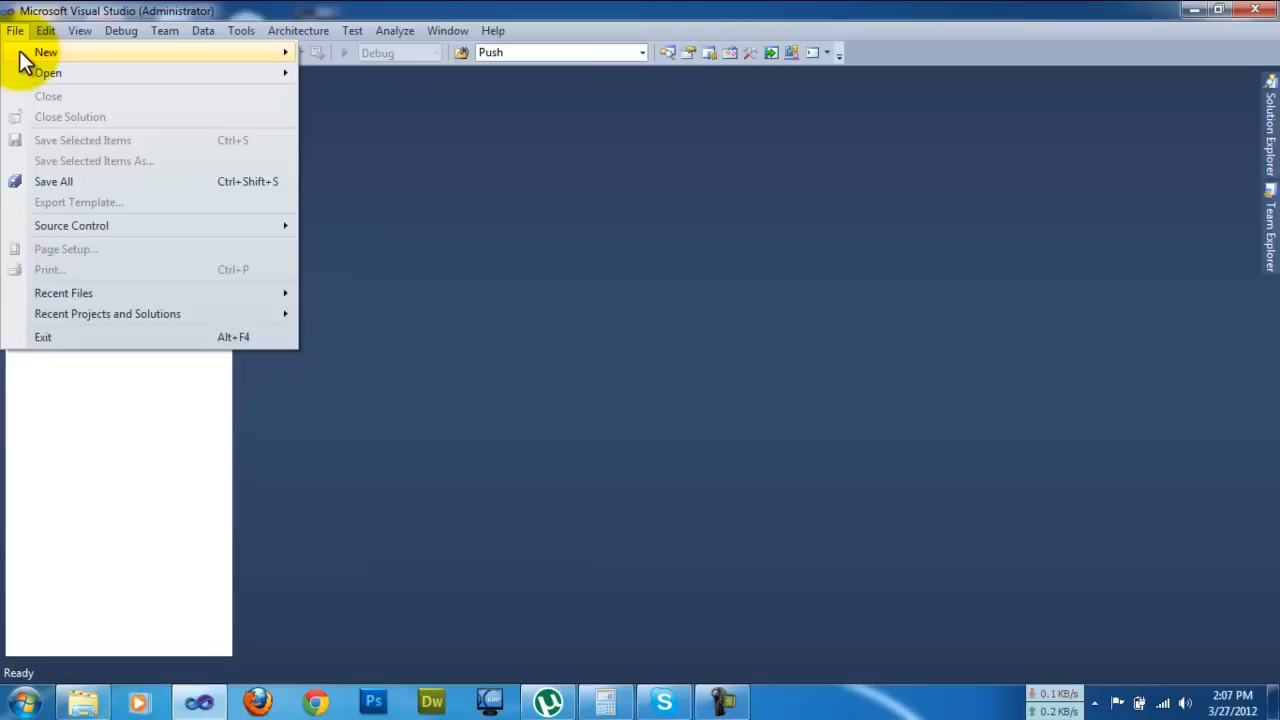 Microsoft Visual Studio (Administrator)
File Edit View Debug Team Data Tools Architecture Test Analyze Window Help
New
Debug
Push
Open
Close
Close Solution
Save Selected Items Ctrl+S
Save Selected Items As...
Save All Ctrl+Shift+S
Export Template...
Source Control
Page Setup...
Print... Ctrl+P
Recent Files
Recent Projects and Solutions
Exit Alt+F4
Solution Explorer
Team Explorer
Ready
Ps
Dw
KMP
0.1 KB/s
0.2 KB/s
2:07 PM
3/27/2012